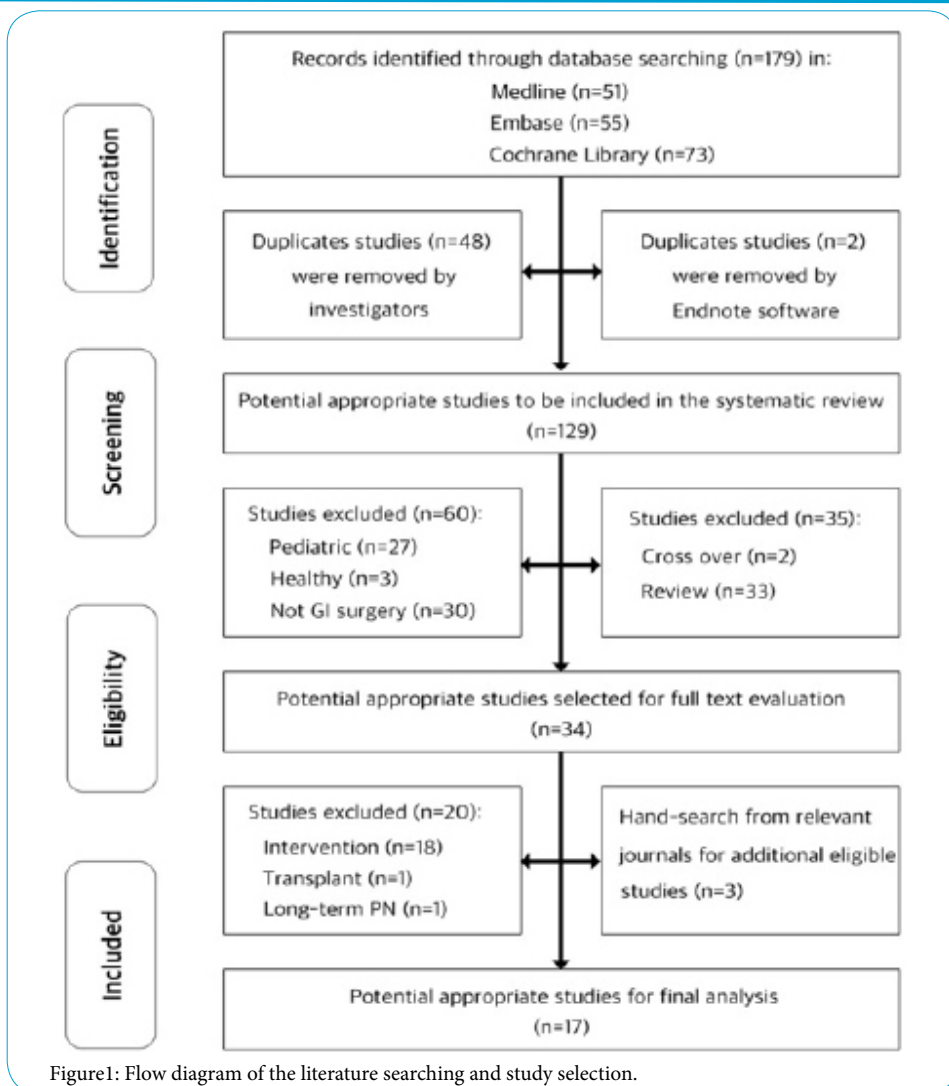 Records identified through database searching (n=179) in:
Medline (n=51)
Embase (n=55)
Cochrane Library (n=73)
Identification
Duplicates studies (n=48)
were removed by
investigators
Duplicates studies (n=2)
were removed by
Endnote software
Screening
Potential appropriate studies to be included in the systematic review
(n=129)
Studies excluded (n=60):
Pediatric (n=27)
Healthy (n=3)
Not GI surgery (n=30)
Studies excluded (n=35):
Cross over (n=2)
Review (n=33)
Eligibility
Potential appropriate studies selected for full text evaluation
(n=34)
Studies excluded (n=20):
Intervention (n=18)
Transplant (n=1)
Long-term PN (n=1)
Hand-search from relevant
journals for additional eligible
studies (n=3)
Included
Potential appropriate studies for final analysis
(n=17)
Figure1: Flow diagram of the literature searching and study selection.